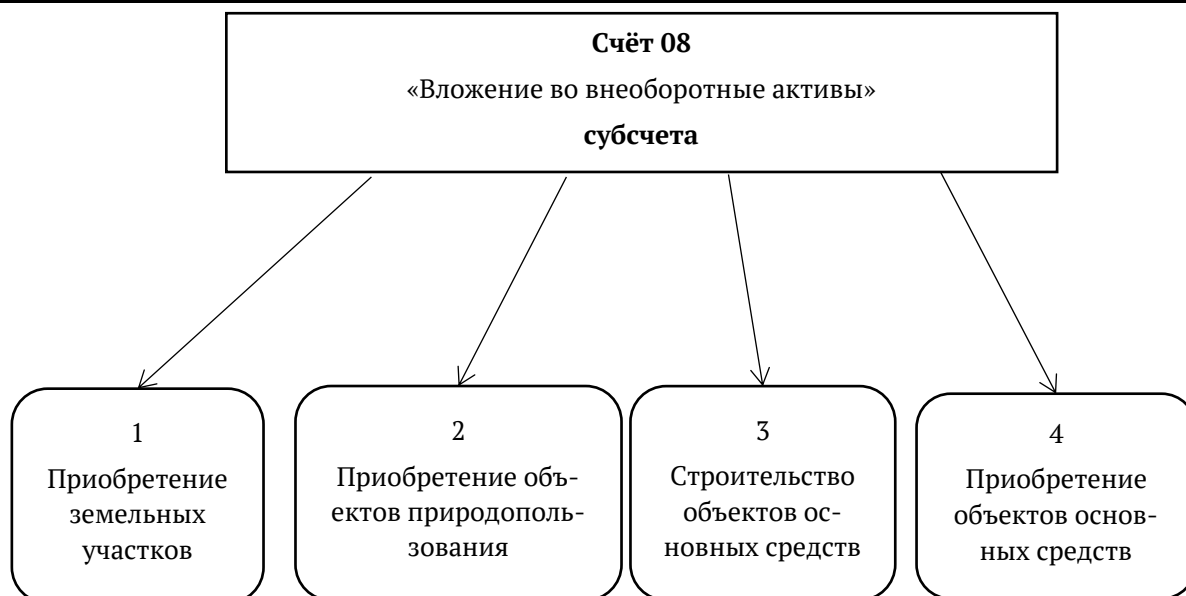 Счёт 08
«Вложение во внеоборотные активы»
субсчета
1
Приобретение
земельных
участков
2
Приобретение объ-
ектов природополь-
зования
3
Строительство
объектов ос-
новных средств
4
Приобретение
объектов основ-
ных средств